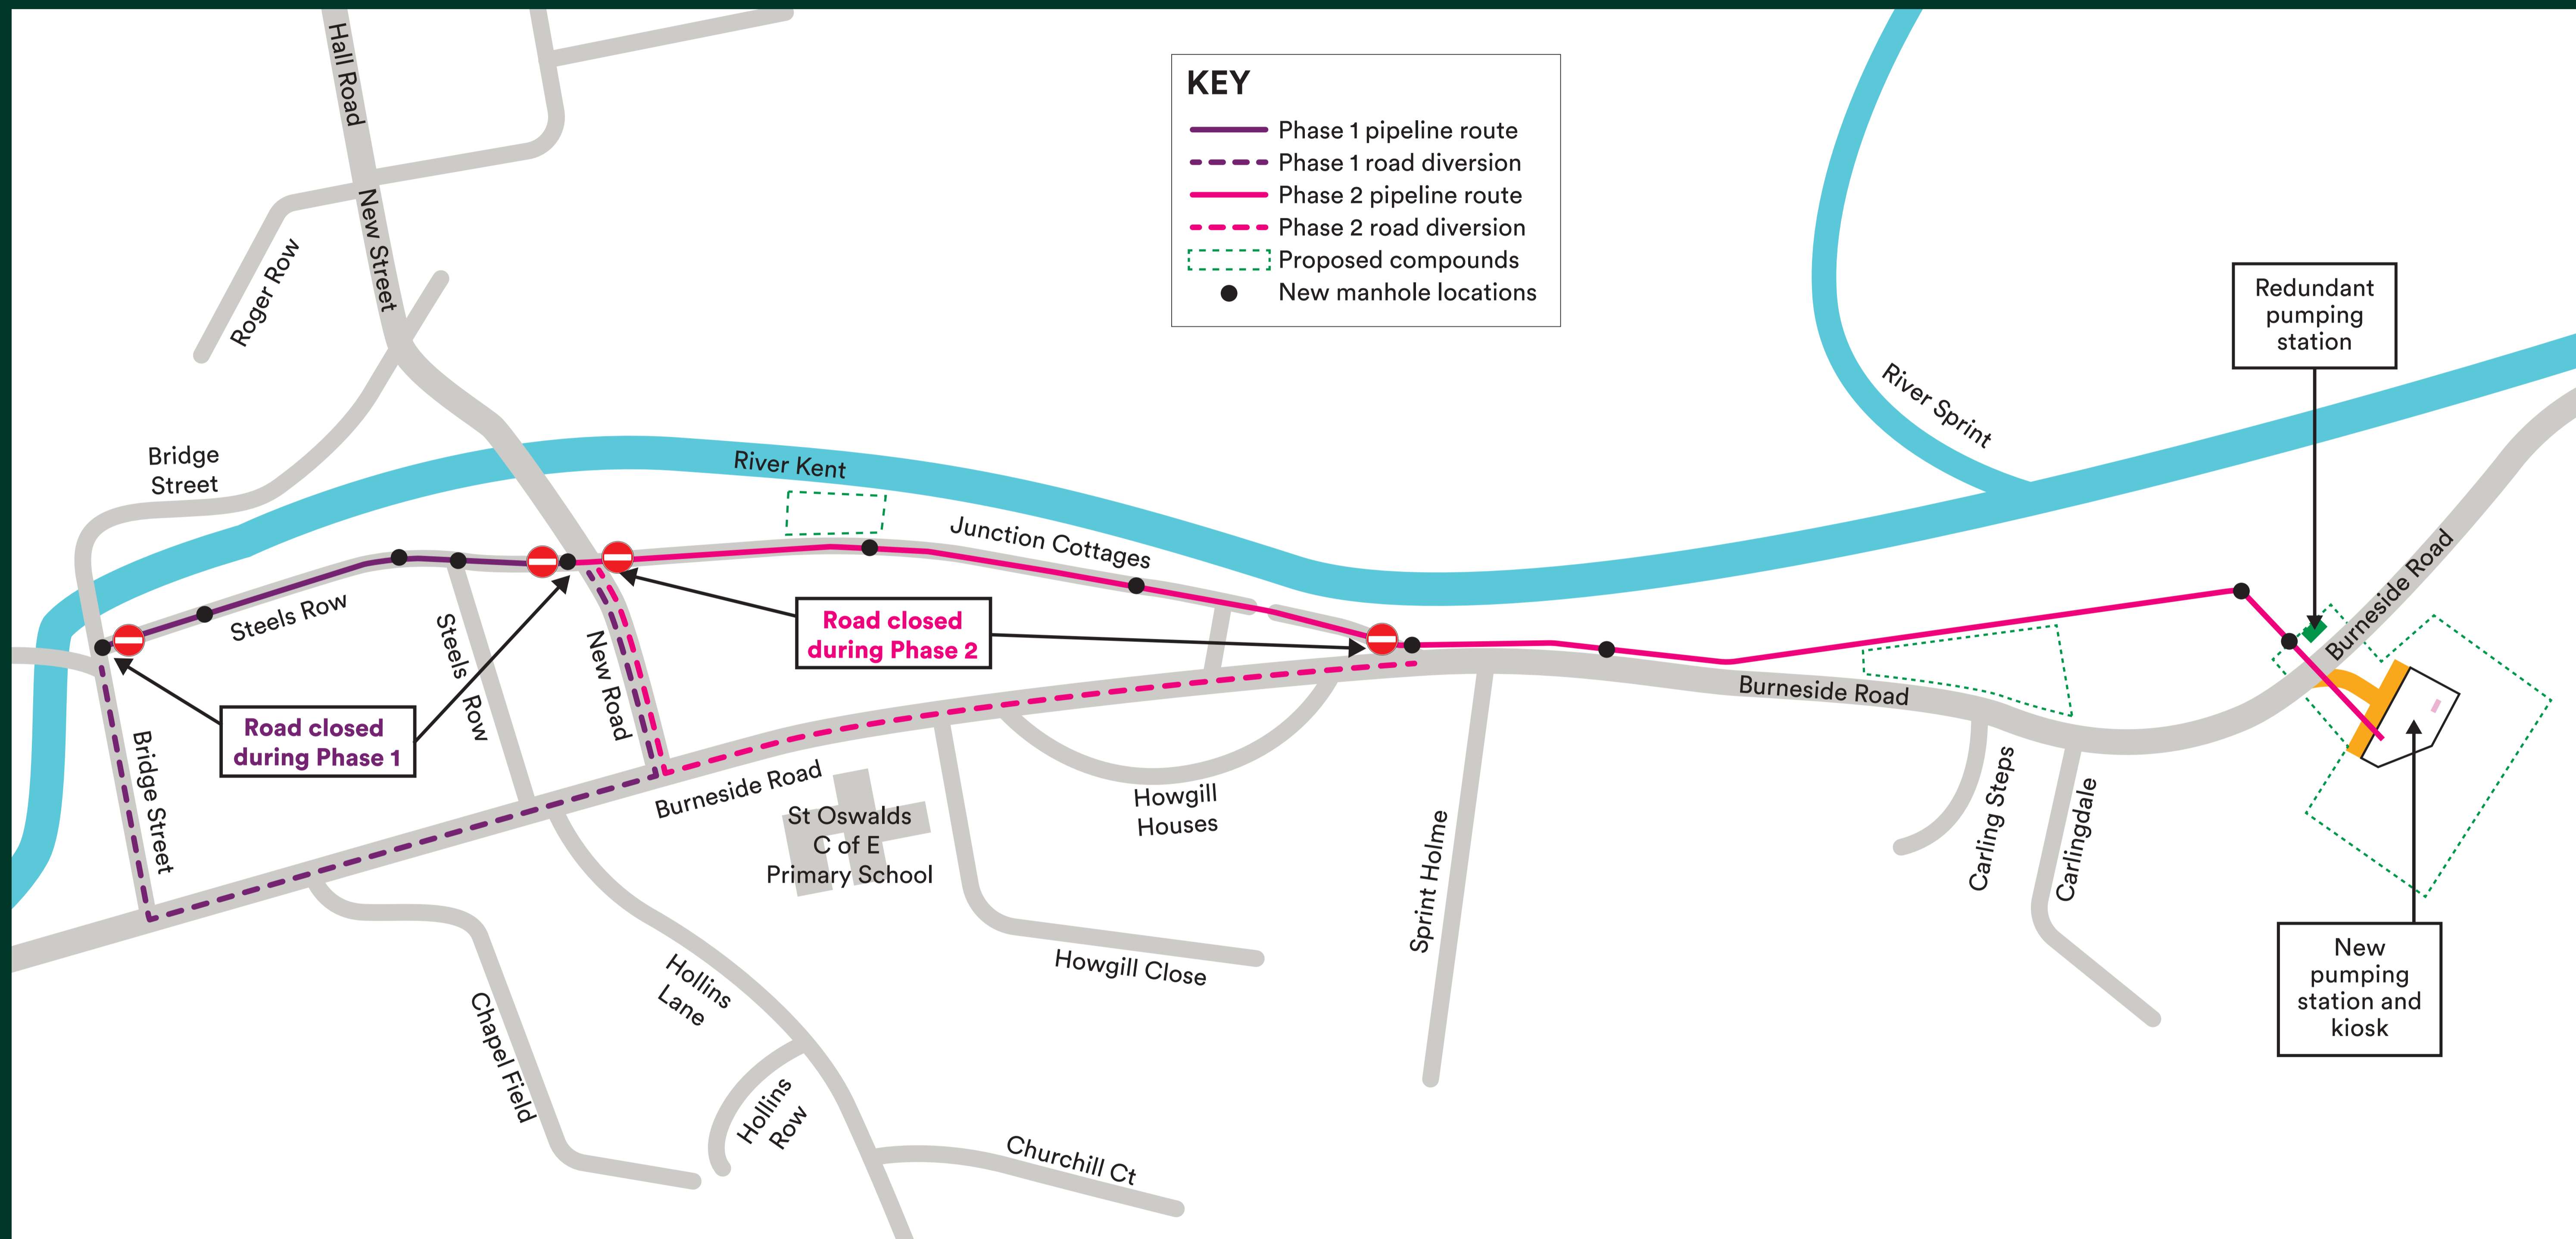 Hall Road
New Street
Roger Row
Bridge
Street
KEY
Phase 1 pipeline route
Phase 1 road diversion
Phase 2 pipeline route
Phase 2 road diversion
Proposed compounds
New manhole locations
Redundant
pumping
station
River Sprint
River Kent
Junction Cottages
Steels Row
Steels Row
New Road
Road closed
during Phase 2
Road closed
during Phase 1
Bridge Street
Burneside Road
Burneside Road
Burneside Road
St Oswalds
C of E
Primary School
Howgill
Houses
Howgill Close
Sprint Holme
Carling Steps
Carlingdale
New
pumping
station and
kiosk
Hollins
Lane
Chapel Field
Hollins
Row
Churchill Ct